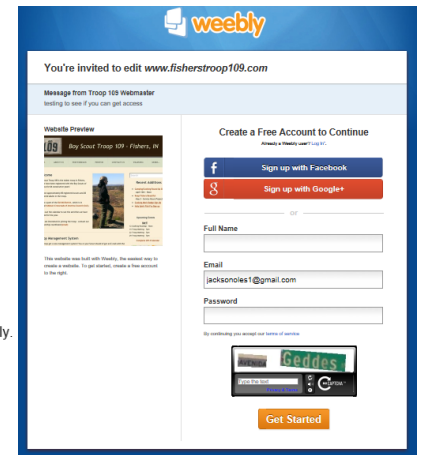 weebly
You're invited to edit www.fisherstroop109.com
Message from Troop 109 Webmaster
testing to see if you can get access
Website Preview
Boy Scout Troop 109 - Fishers, IN
This website was built with Weebly, the easiest way to
create a website. To get started, create a free account
to the right.
Create a Free Account to Continue
Already a Weebly user? Log in.
f Sign up with Facebook
8 Sign up with Google+
or
Full Name
Email
jacksonoles1@gmail.com
Password
By continuing you accept our terms of service.
Geddes
Type the text
Get Started
ly.